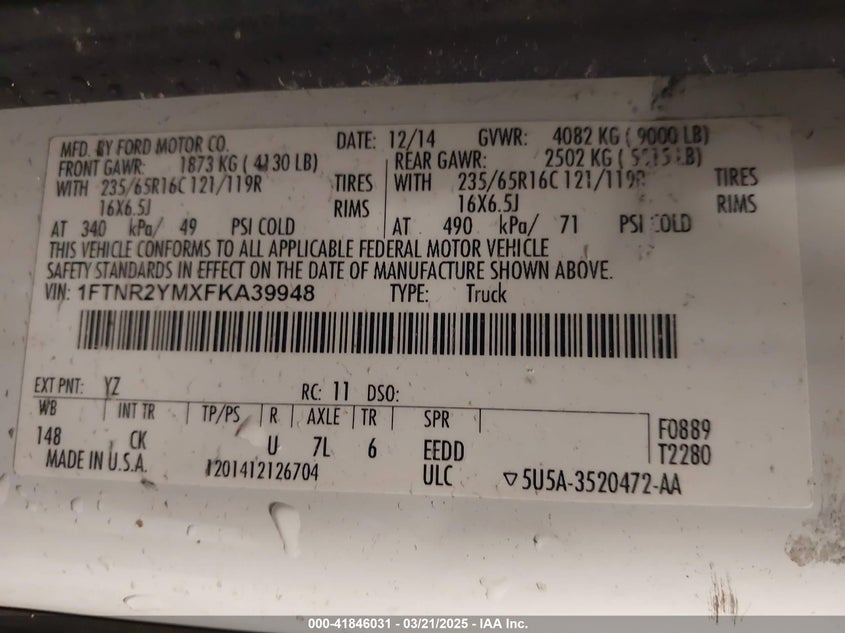 MFD. BY FORD MOTOR CO. DATE: 12/14 GVWR: 4082 KG ( 9000 LB)
FRONT GAWR: 1873 KG ( 4130 LB) REAR GAWR: 2502 KG ( LB)
WITH 235/65R16C 121/119R TIRES WITH 235/65R16C 121/119R TIRES
16X6.5J RIMS 16X6.5J RIMS
AT 340 kPa/ 49 PSI COLD AT 490 kPa/ 71 PSI COLD
THIS VEHICLE CONFORMS TO ALL APPLICABLE FEDERAL MOTOR VEHICLE
SAFETY STANDARDS IN EFFECT ON THE DATE OF MANUFACTURE SHOWN ABOVE.
VIN: 1FTNR2YMXFKA39948 TYPE: Truck
EXT PNT: YZ RC: 11 DSO:
WB INT TR TP/PS R AXLE TR SPR F0889
148 CK U 7L 6 EEDD T2280
MADE IN U.S.A. 1201412126704 ULC ▽5U5A-3520472-AA
000-41846031 - 03/21/2025 - IAA Inc.